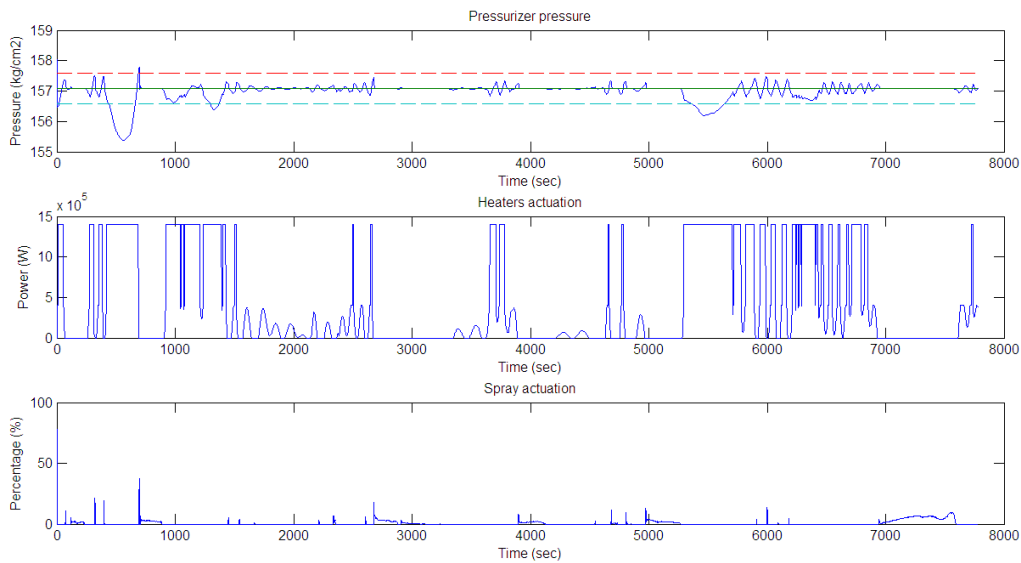 Pressurizer pressure
159
158
157
156
155
Pressure (kg/cm2)
0 1000 2000 3000 4000 5000 6000 7000 8000
Time (sec)
Heaters actuation
x 10^5
15
10
5
0
Power (W)
0 1000 2000 3000 4000 5000 6000 7000 8000
Time (sec)
Spray actuation
100
50
0
Percentage (%)
0 1000 2000 3000 4000 5000 6000 7000 8000
Time (sec)